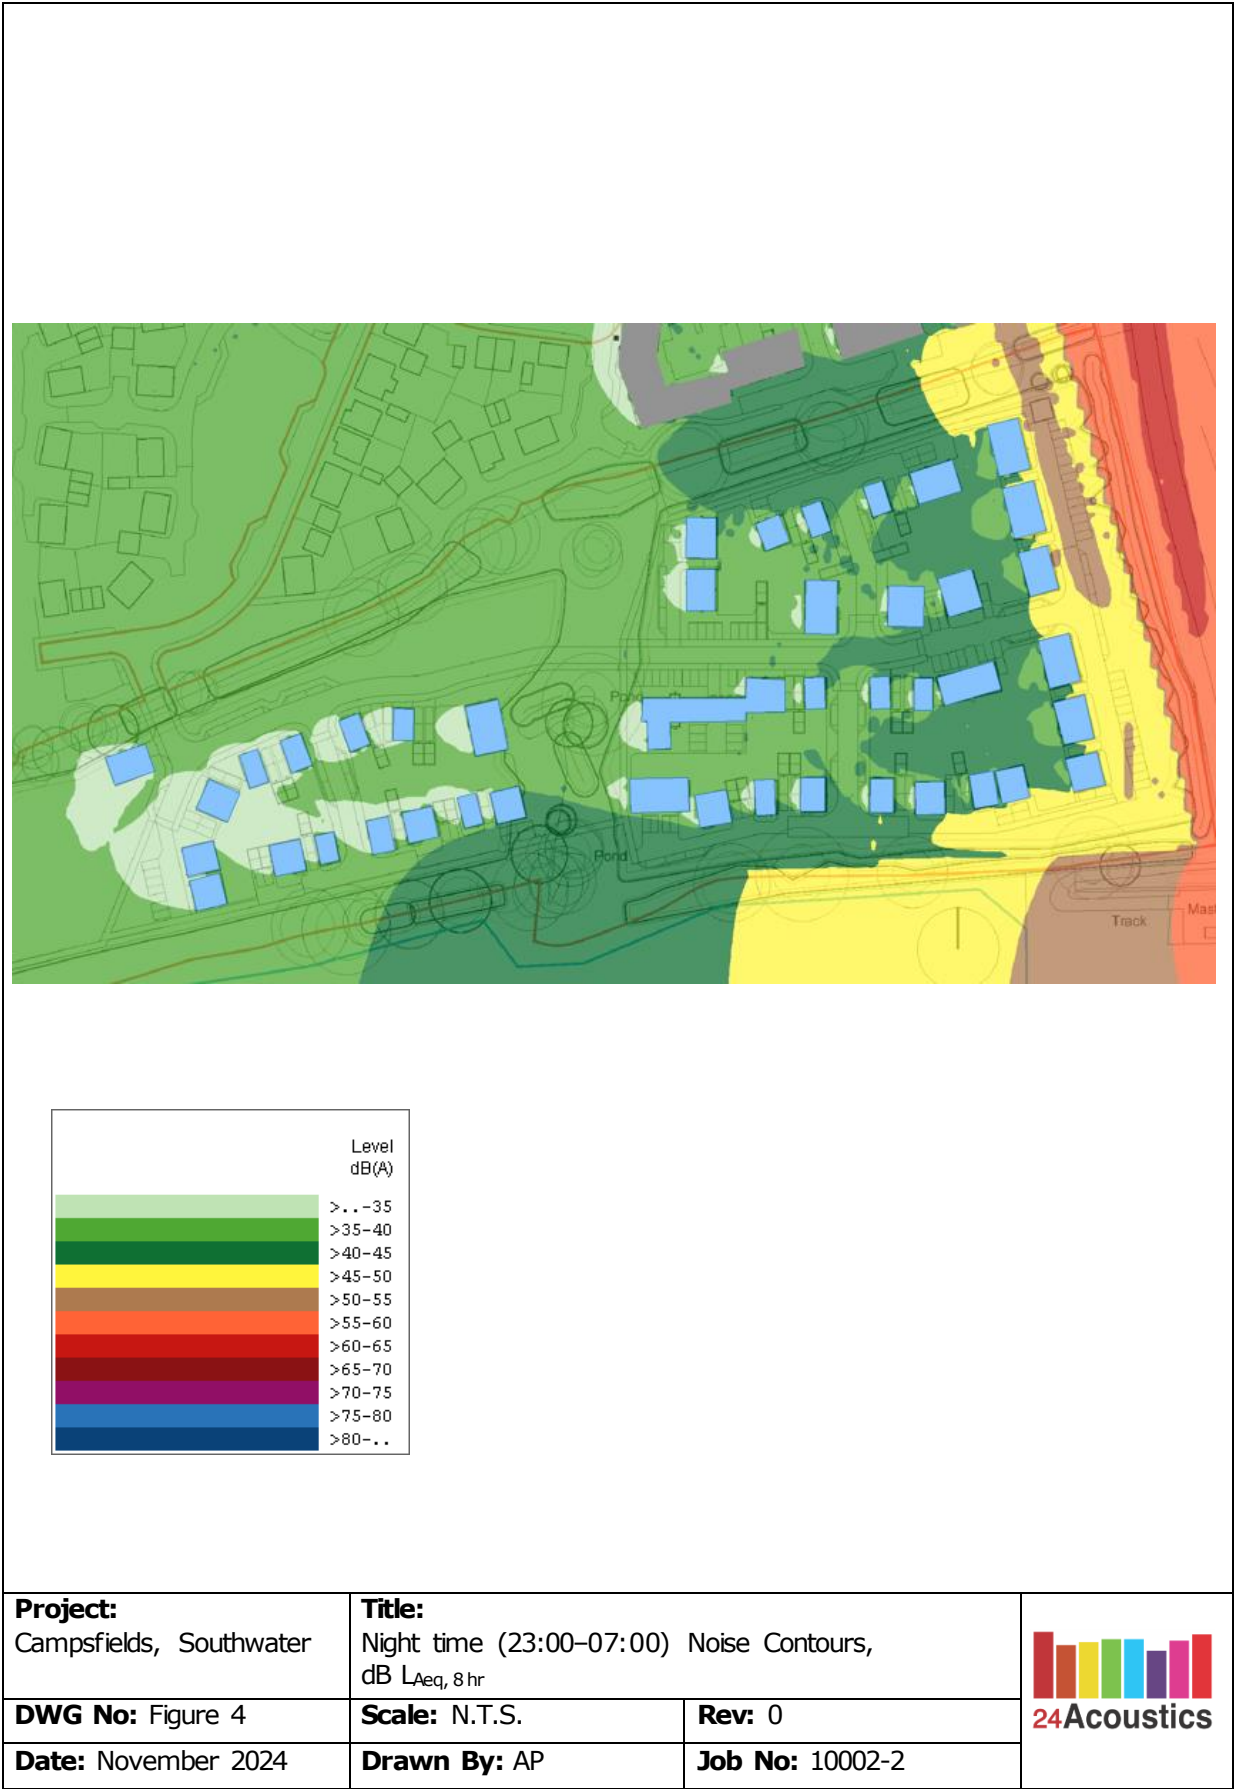 Pond
Pond
Track
Mast
Level
dB(A)
>..-35
>35-40
>40-45
>45-50
>50-55
>55-60
>60-65
>65-70
>70-75
>75-80
>80-..
Project:
Campsfields, Southwater
Title:
Night time (23:00–07:00) Noise Contours,
dB LAeq, 8 hr
DWG No: Figure 4
Scale: N.T.S.
Rev: 0
Date: November 2024
Drawn By: AP
Job No: 10002-2
24Acoustics